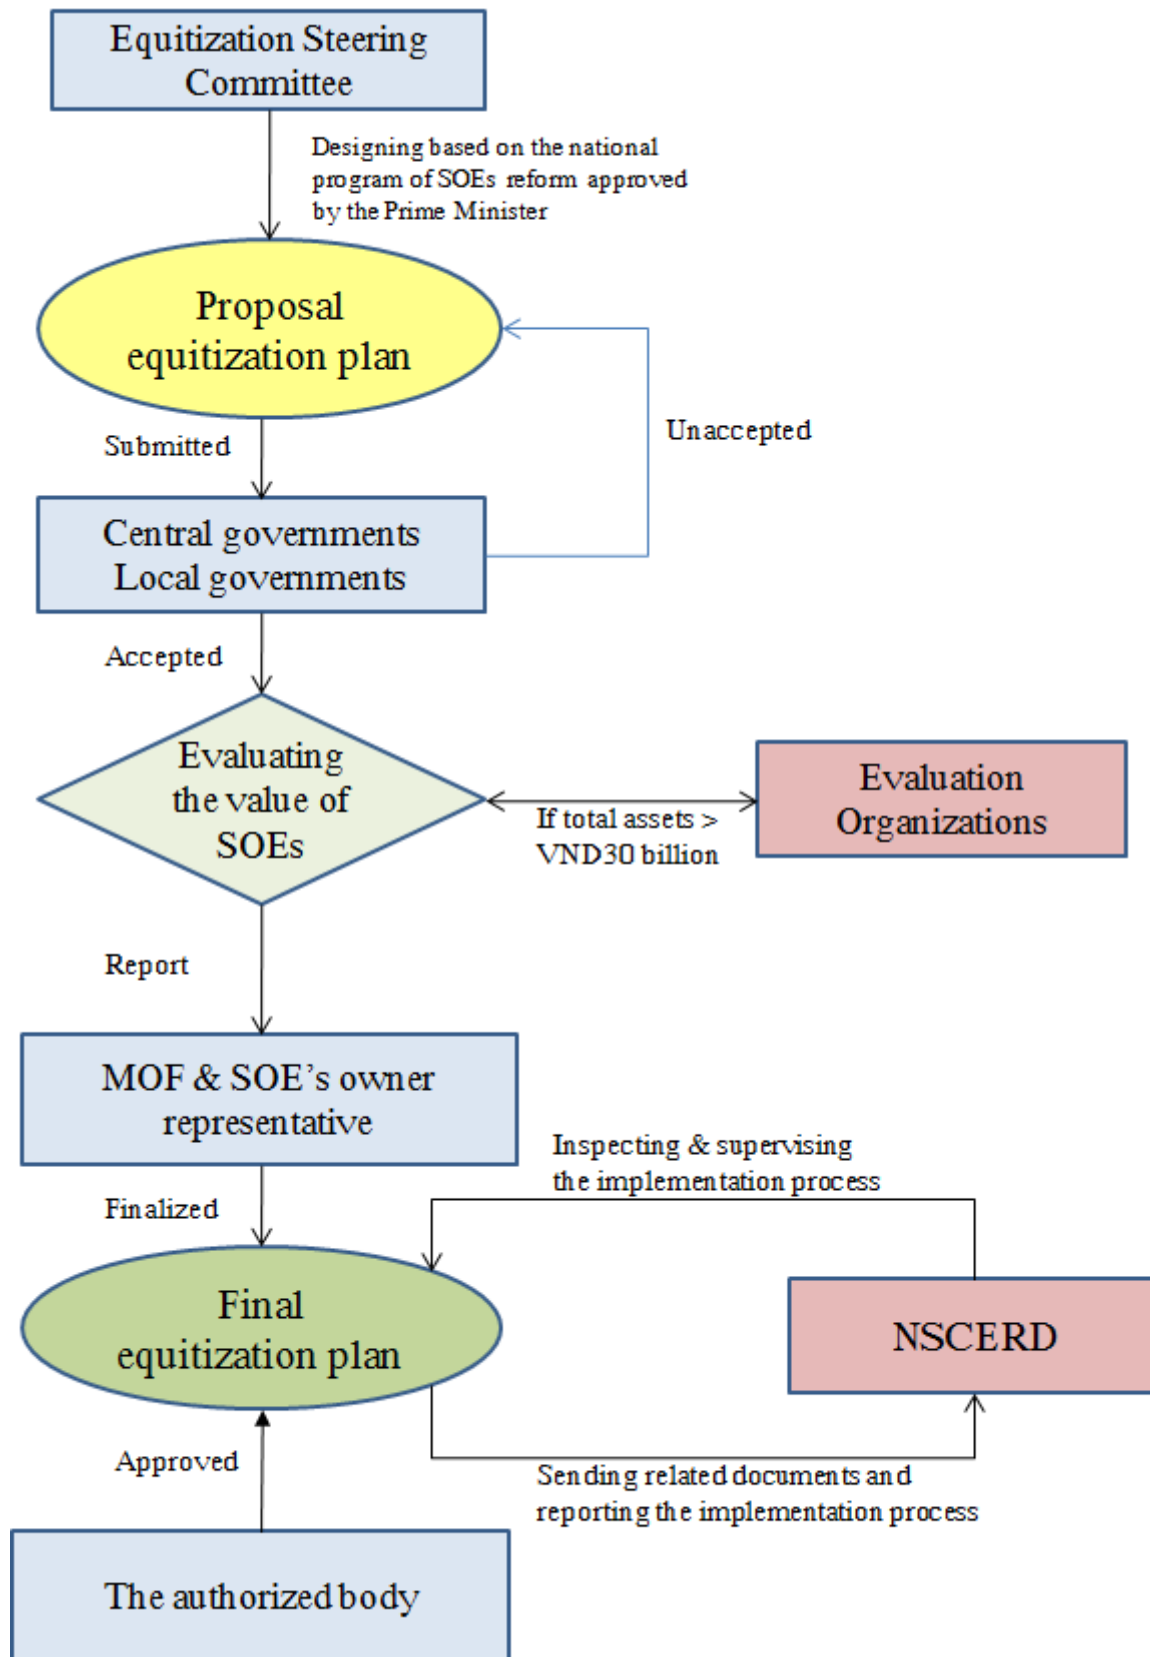 Equitization Steering
Committee
Designing based on the national
program of SOEs reform approved
by the Prime Minister
Proposal
equitization plan
Submitted
Unaccepted
Central governments
Local governments
Accepted
Evaluating
the value of
SOEs
If total assets >
VND30 billion
Evaluation
Organizations
Report
MOF & SOE’s owner
representative
Inspecting & supervising
the implementation process
Finalized
Final
equitization plan
NSCERD
Approved
Sending related documents and
reporting the implementation process
The authorized body